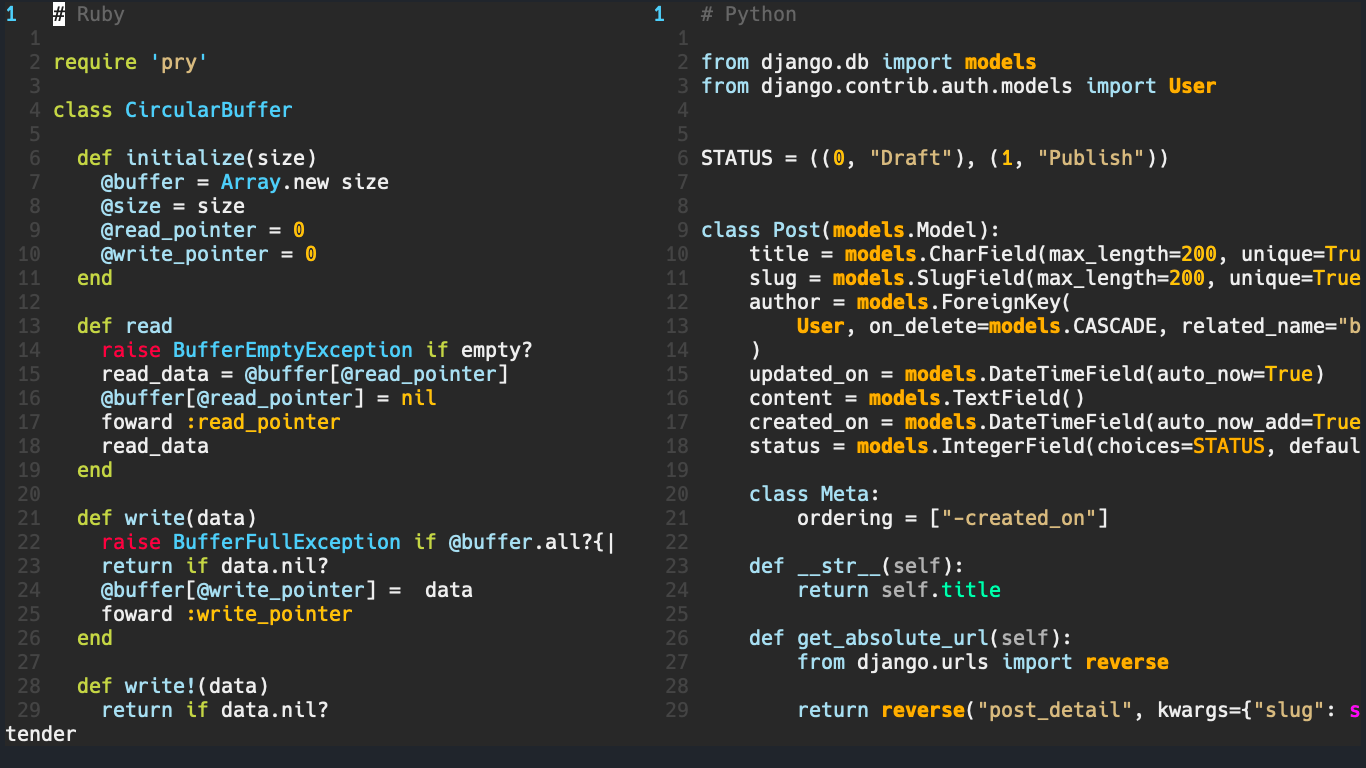 1 # Ruby
1
2 require 'pry'
3
4 class CircularBuffer
5
6 def initialize(size)
7 @buffer = Array.new size
8 @size = size
9 @read_pointer = 0
10 @write_pointer = 0
11 end
12
13 def read
14 raise BufferEmptyException if empty?
15 read_data = @buffer[@read_pointer]
16 @buffer[@read_pointer] = nil
17 foward :read_pointer
18 read_data
19 end
20
21 def write(data)
22 raise BufferFullException if @buffer.all?{|
23 return if data.nil?
24 @buffer[@write_pointer] =  data
25 foward :write_pointer
26 end
27
28 def write!(data)
29 return if data.nil?
1 # Python
1
2 from django.db import models
3 from django.contrib.auth.models import User
4
5
6 STATUS = ((0, "Draft"), (1, "Publish"))
7
8
9 class Post(models.Model):
10 title = models.CharField(max_length=200, unique=Tru
11 slug = models.SlugField(max_length=200, unique=True
12 author = models.ForeignKey(
13 User, on_delete=models.CASCADE, related_name="b
14 )
15 updated_on = models.DateTimeField(auto_now=True)
16 content = models.TextField()
17 created_on = models.DateTimeField(auto_now_add=True
18 status = models.IntegerField(choices=STATUS, defaul
19
20 class Meta:
21 ordering = ["-created_on"]
22
23 def __str__(self):
24 return self.title
25
26 def get_absolute_url(self):
27 from django.urls import reverse
28
29 return reverse("post_detail", kwargs={"slug": s
tender